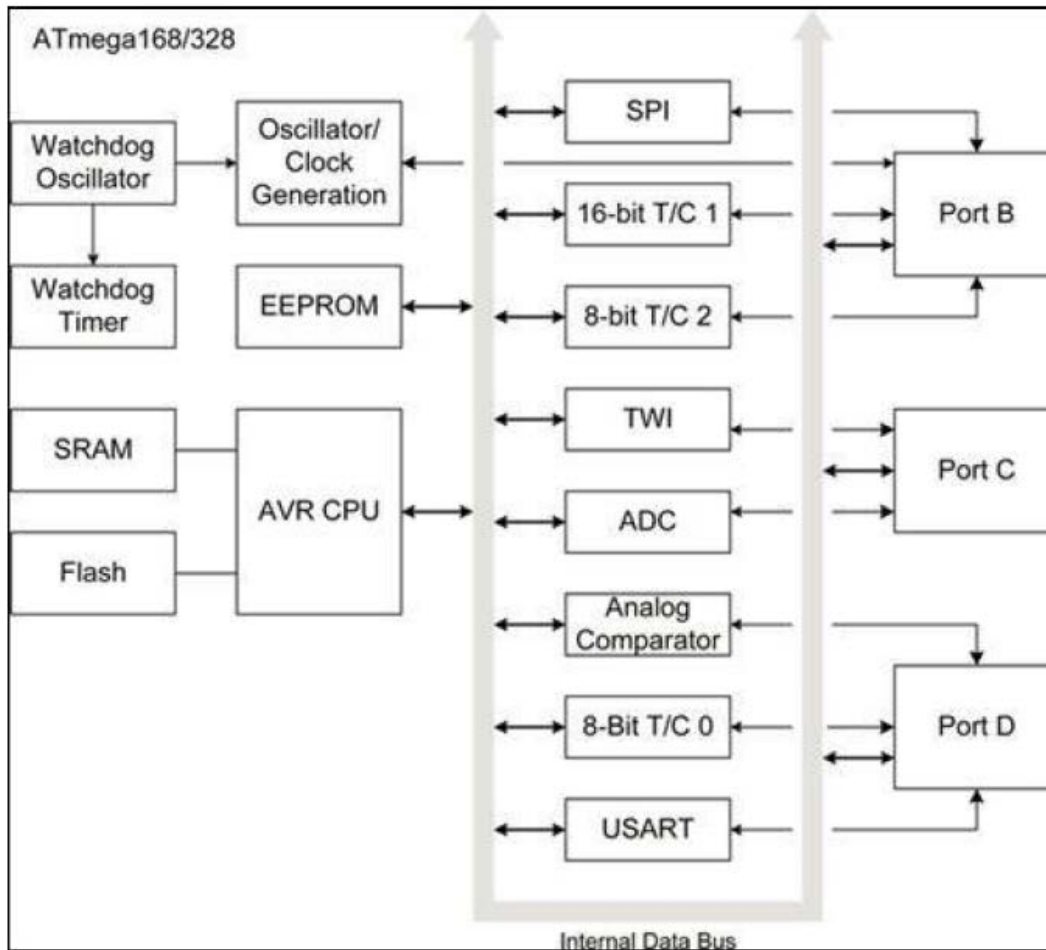 ATmega168/328
Watchdog
Oscillator
Oscillator/
Clock
Generation
Watchdog
Timer
EEPROM
SRAM
Flash
AVR CPU
SPI
16-bit T/C 1
8-bit T/C 2
TWI
ADC
Analog
Comparator
8-Bit T/C 0
USART
Port B
Port C
Port D
Internal Data Bus